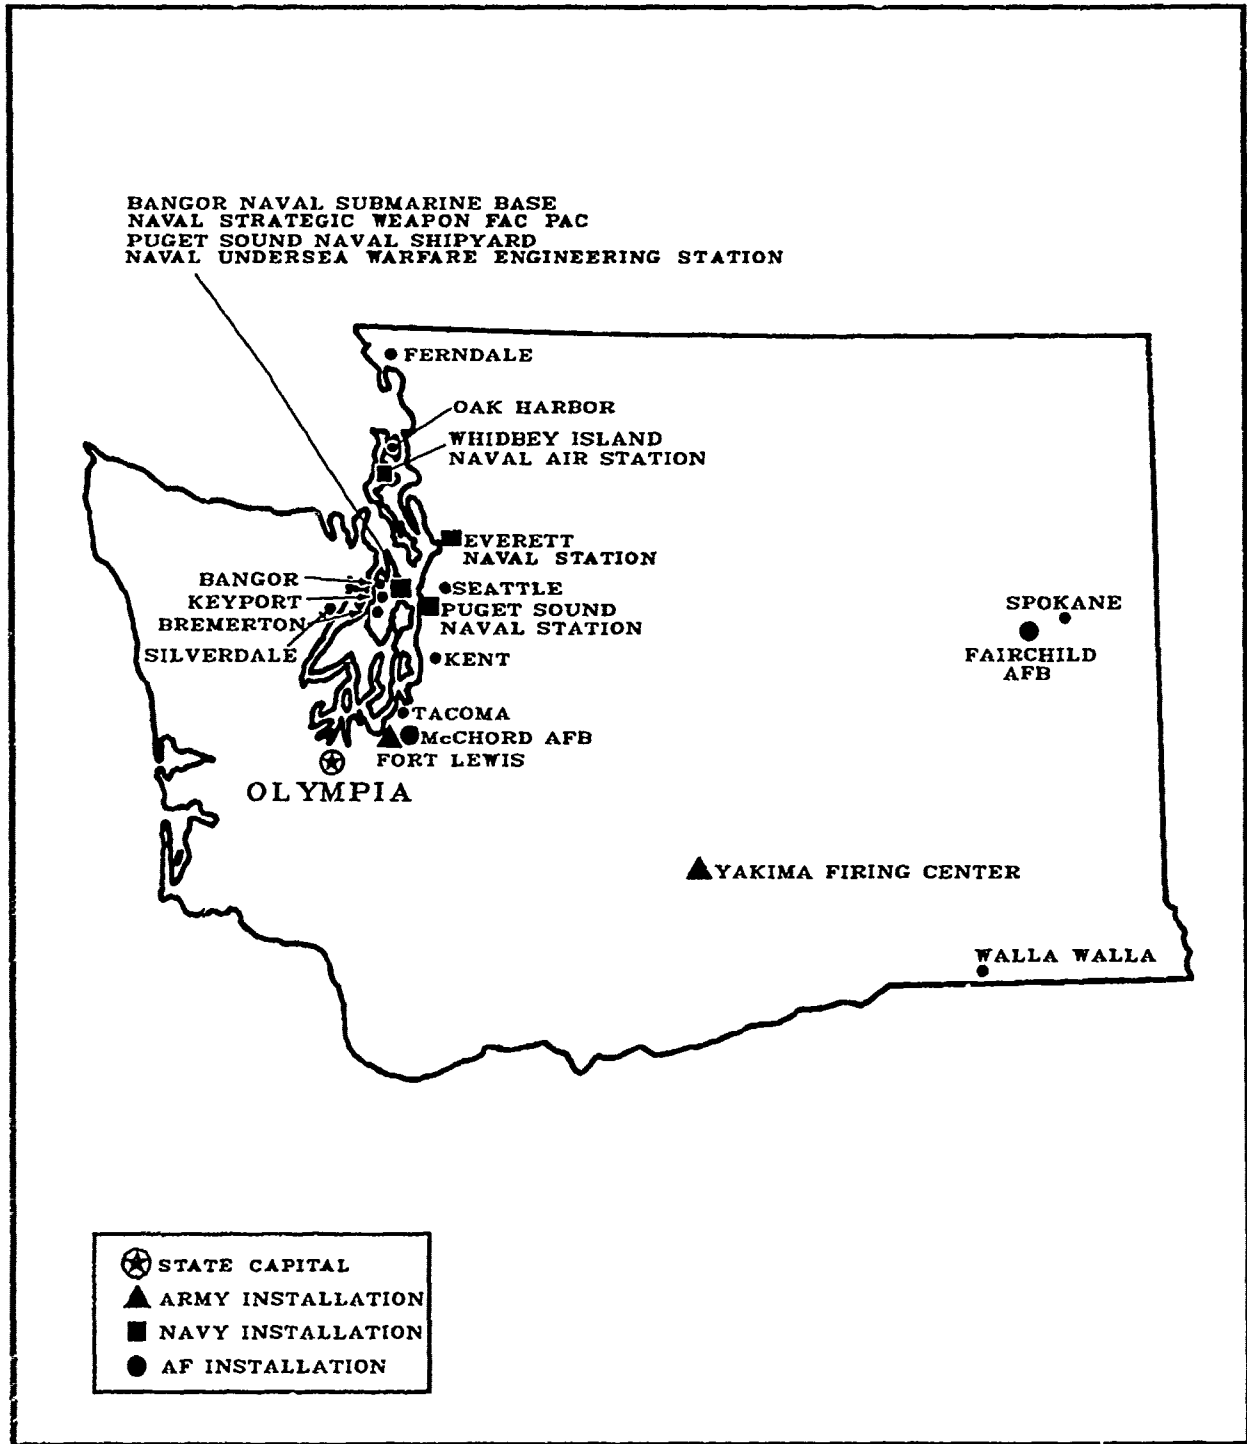 BANGOR NAVAL SUBMARINE BASE
NAVAL STRATEGIC WEAPON FAC PAC
PUGET SOUND NAVAL SHIPYARD
NAVAL UNDERSEA WARFARE ENGINEERING STATION
FERNDALE
OAK HARBOR
WHIDBEY ISLAND
NAVAL AIR STATION
EVERETT
NAVAL STATION
BANGOR
SEATTLE
KEYPORT
PUGET SOUND
NAVAL STATION
BREMERTON
SILVERDALE
KENT
SPOKANE
FAIRCHILD
AFB
TACOMA
McCHORD AFB
FORT LEWIS
OLYMPIA
YAKIMA FIRING CENTER
WALLA WALLA
STATE CAPITAL
ARMY INSTALLATION
NAVY INSTALLATION
AF INSTALLATION